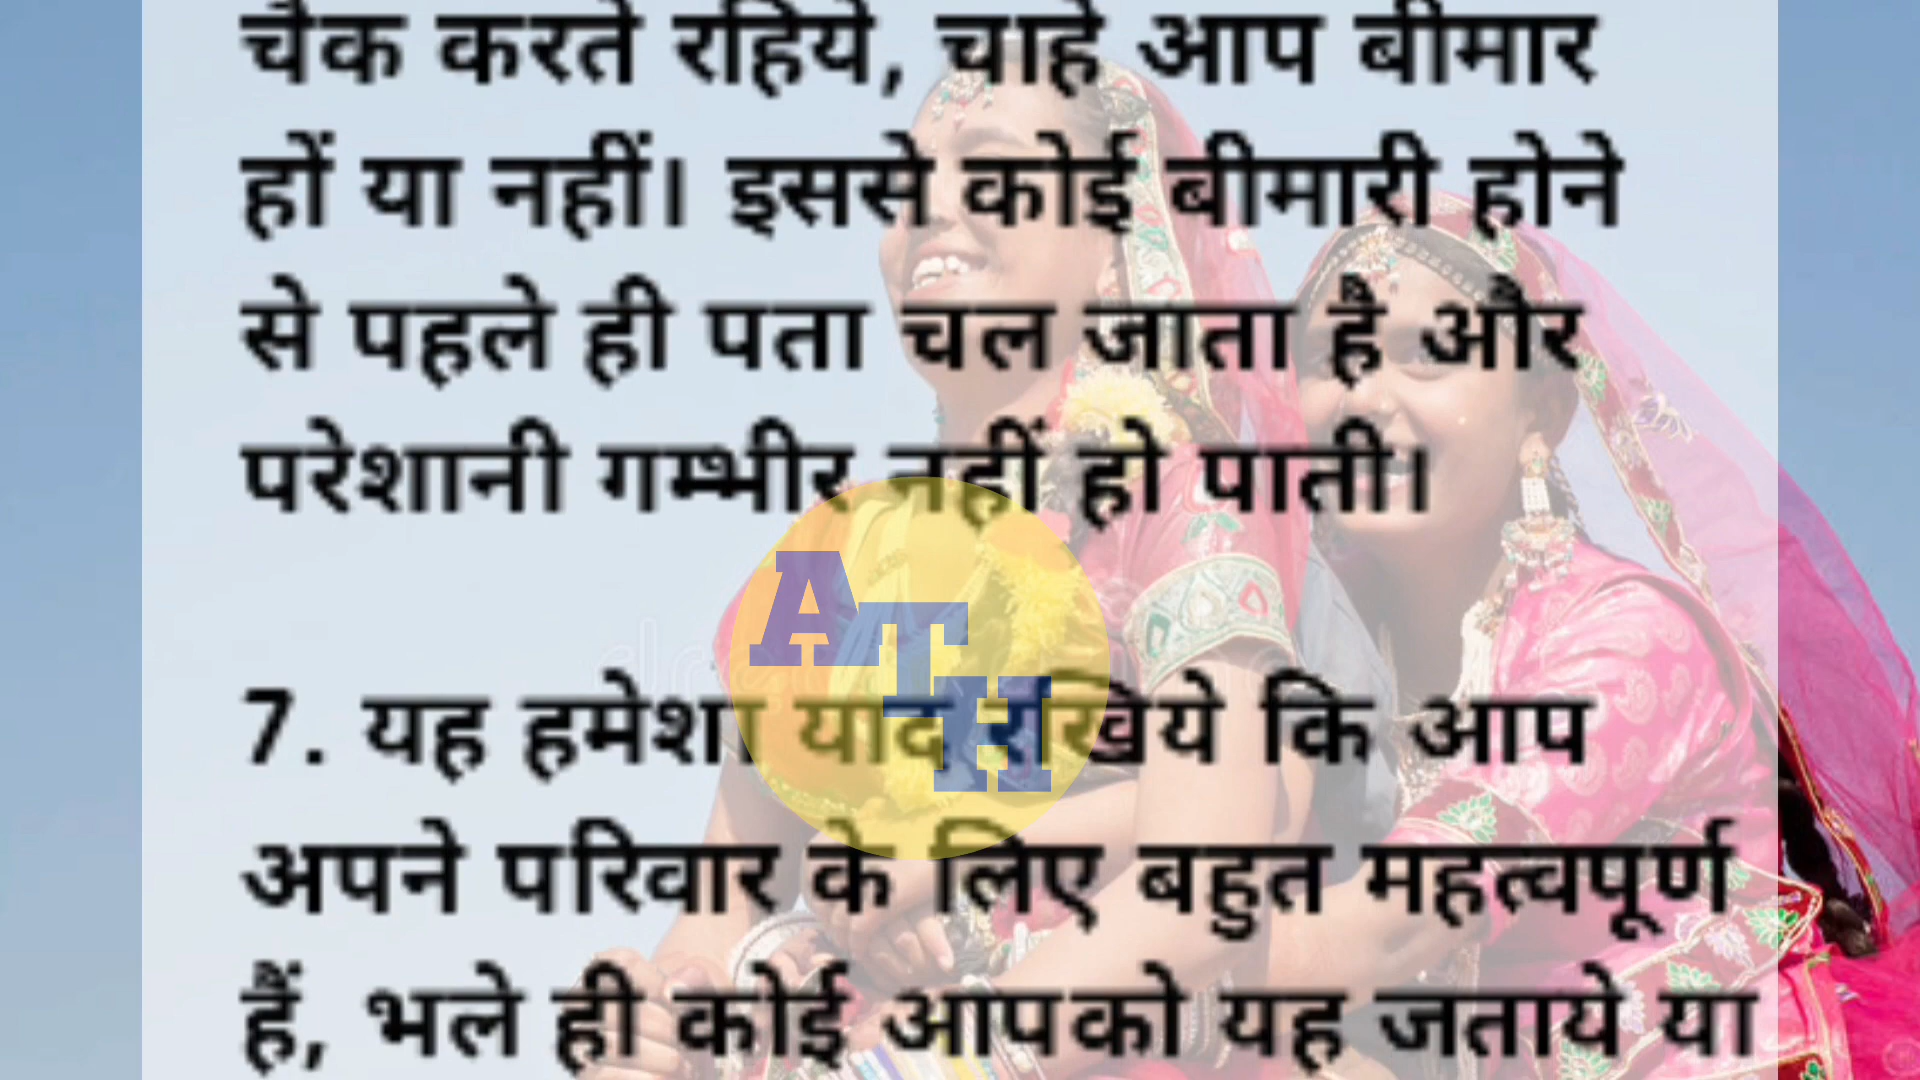 चैक करते रहिये, चाहे आप बीमार
हों या नहीं। इससे कोई बीमारी होने
से पहले ही पता चल जाता है और
परेशानी गम्भीर नहीं हो पाती।
ATH
7. यह हमेशा याद रखिये कि आप
अपने परिवार के लिए बहुत महत्वपूर्ण
हैं, भले ही कोई आपको यह जताये या